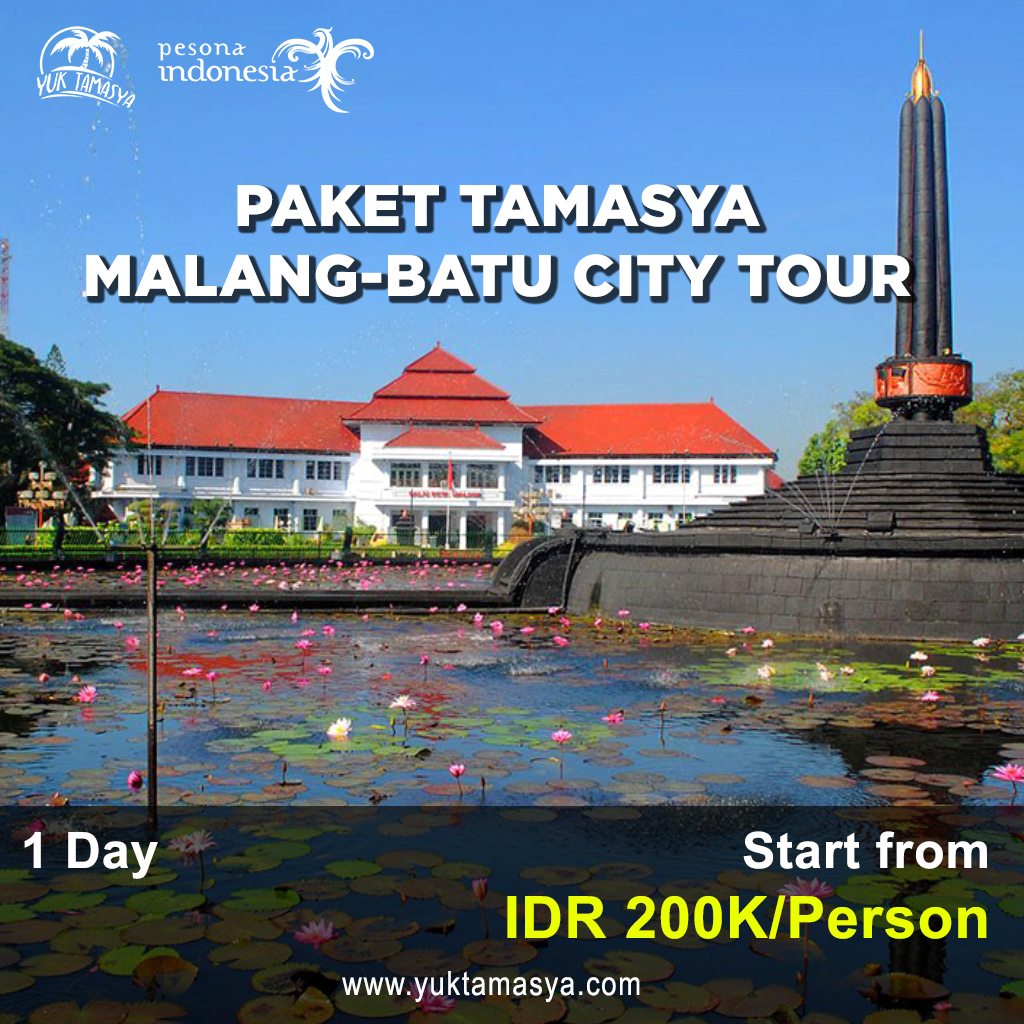 YUK TAMASYA
pesona
indonesia
PAKET TAMASYA
MALANG-BATU CITY TOUR
1 Day
Start from
IDR 200K/Person
www.yuktamasya.com